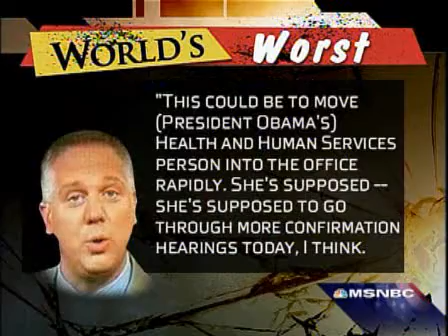 WORLD'S Worst
"THIS COULD BE TO MOVE
(PRESIDENT OBAMA'S)
HEALTH AND HUMAN SERVICES
PERSON INTO THE OFFICE
RAPIDLY. SHE'S SUPPOSED --
SHE'S SUPPOSED TO GO
THROUGH MORE CONFIRMATION
HEARINGS TODAY, I THINK.
MSNBC